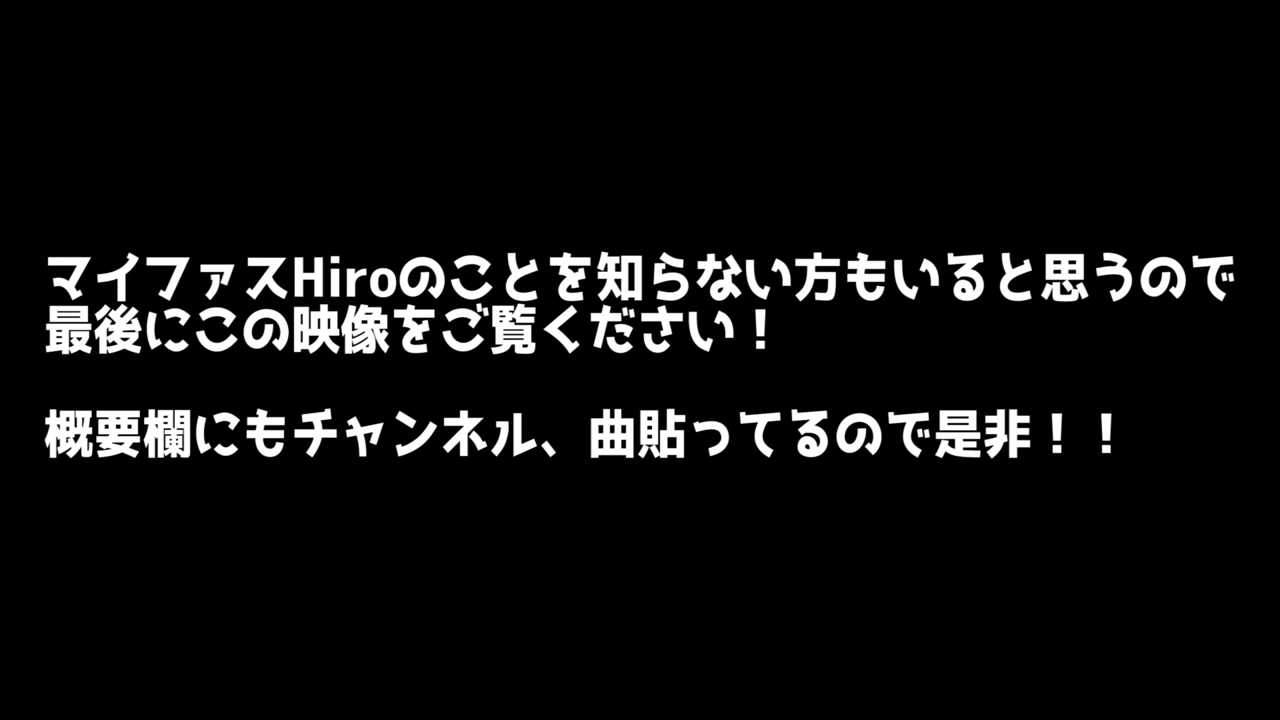 マイファスHiroのことを知らない方もいると思うので
最後にこの映像をご覧ください！
概要欄にもチャンネル、曲貼ってるので是非！！